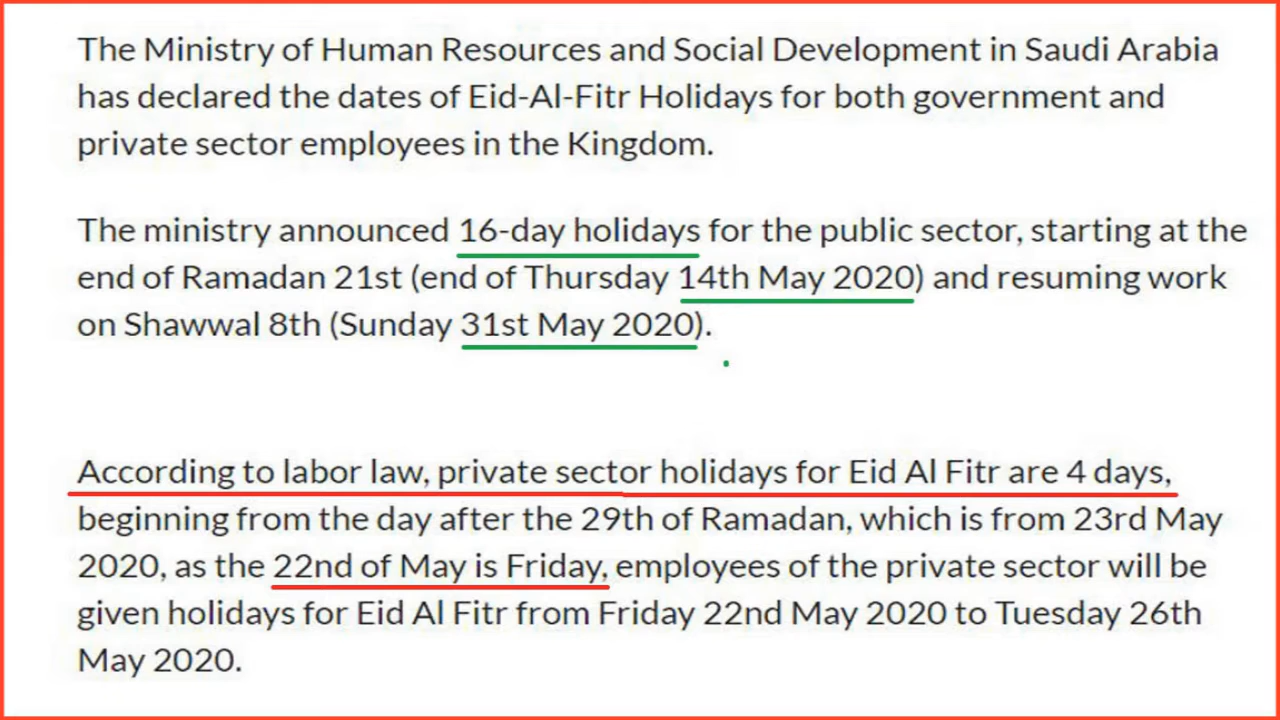 The Ministry of Human Resources and Social Development in Saudi Arabia
has declared the dates of Eid-Al-Fitr Holidays for both government and
private sector employees in the Kingdom.
The ministry announced 16-day holidays for the public sector, starting at the
end of Ramadan 21st (end of Thursday 14th May 2020) and resuming work
on Shawwal 8th (Sunday 31st May 2020).
According to labor law, private sector holidays for Eid Al Fitr are 4 days,
beginning from the day after the 29th of Ramadan, which is from 23rd May
2020, as the 22nd of May is Friday, employees of the private sector will be
given holidays for Eid Al Fitr from Friday 22nd May 2020 to Tuesday 26th
May 2020.